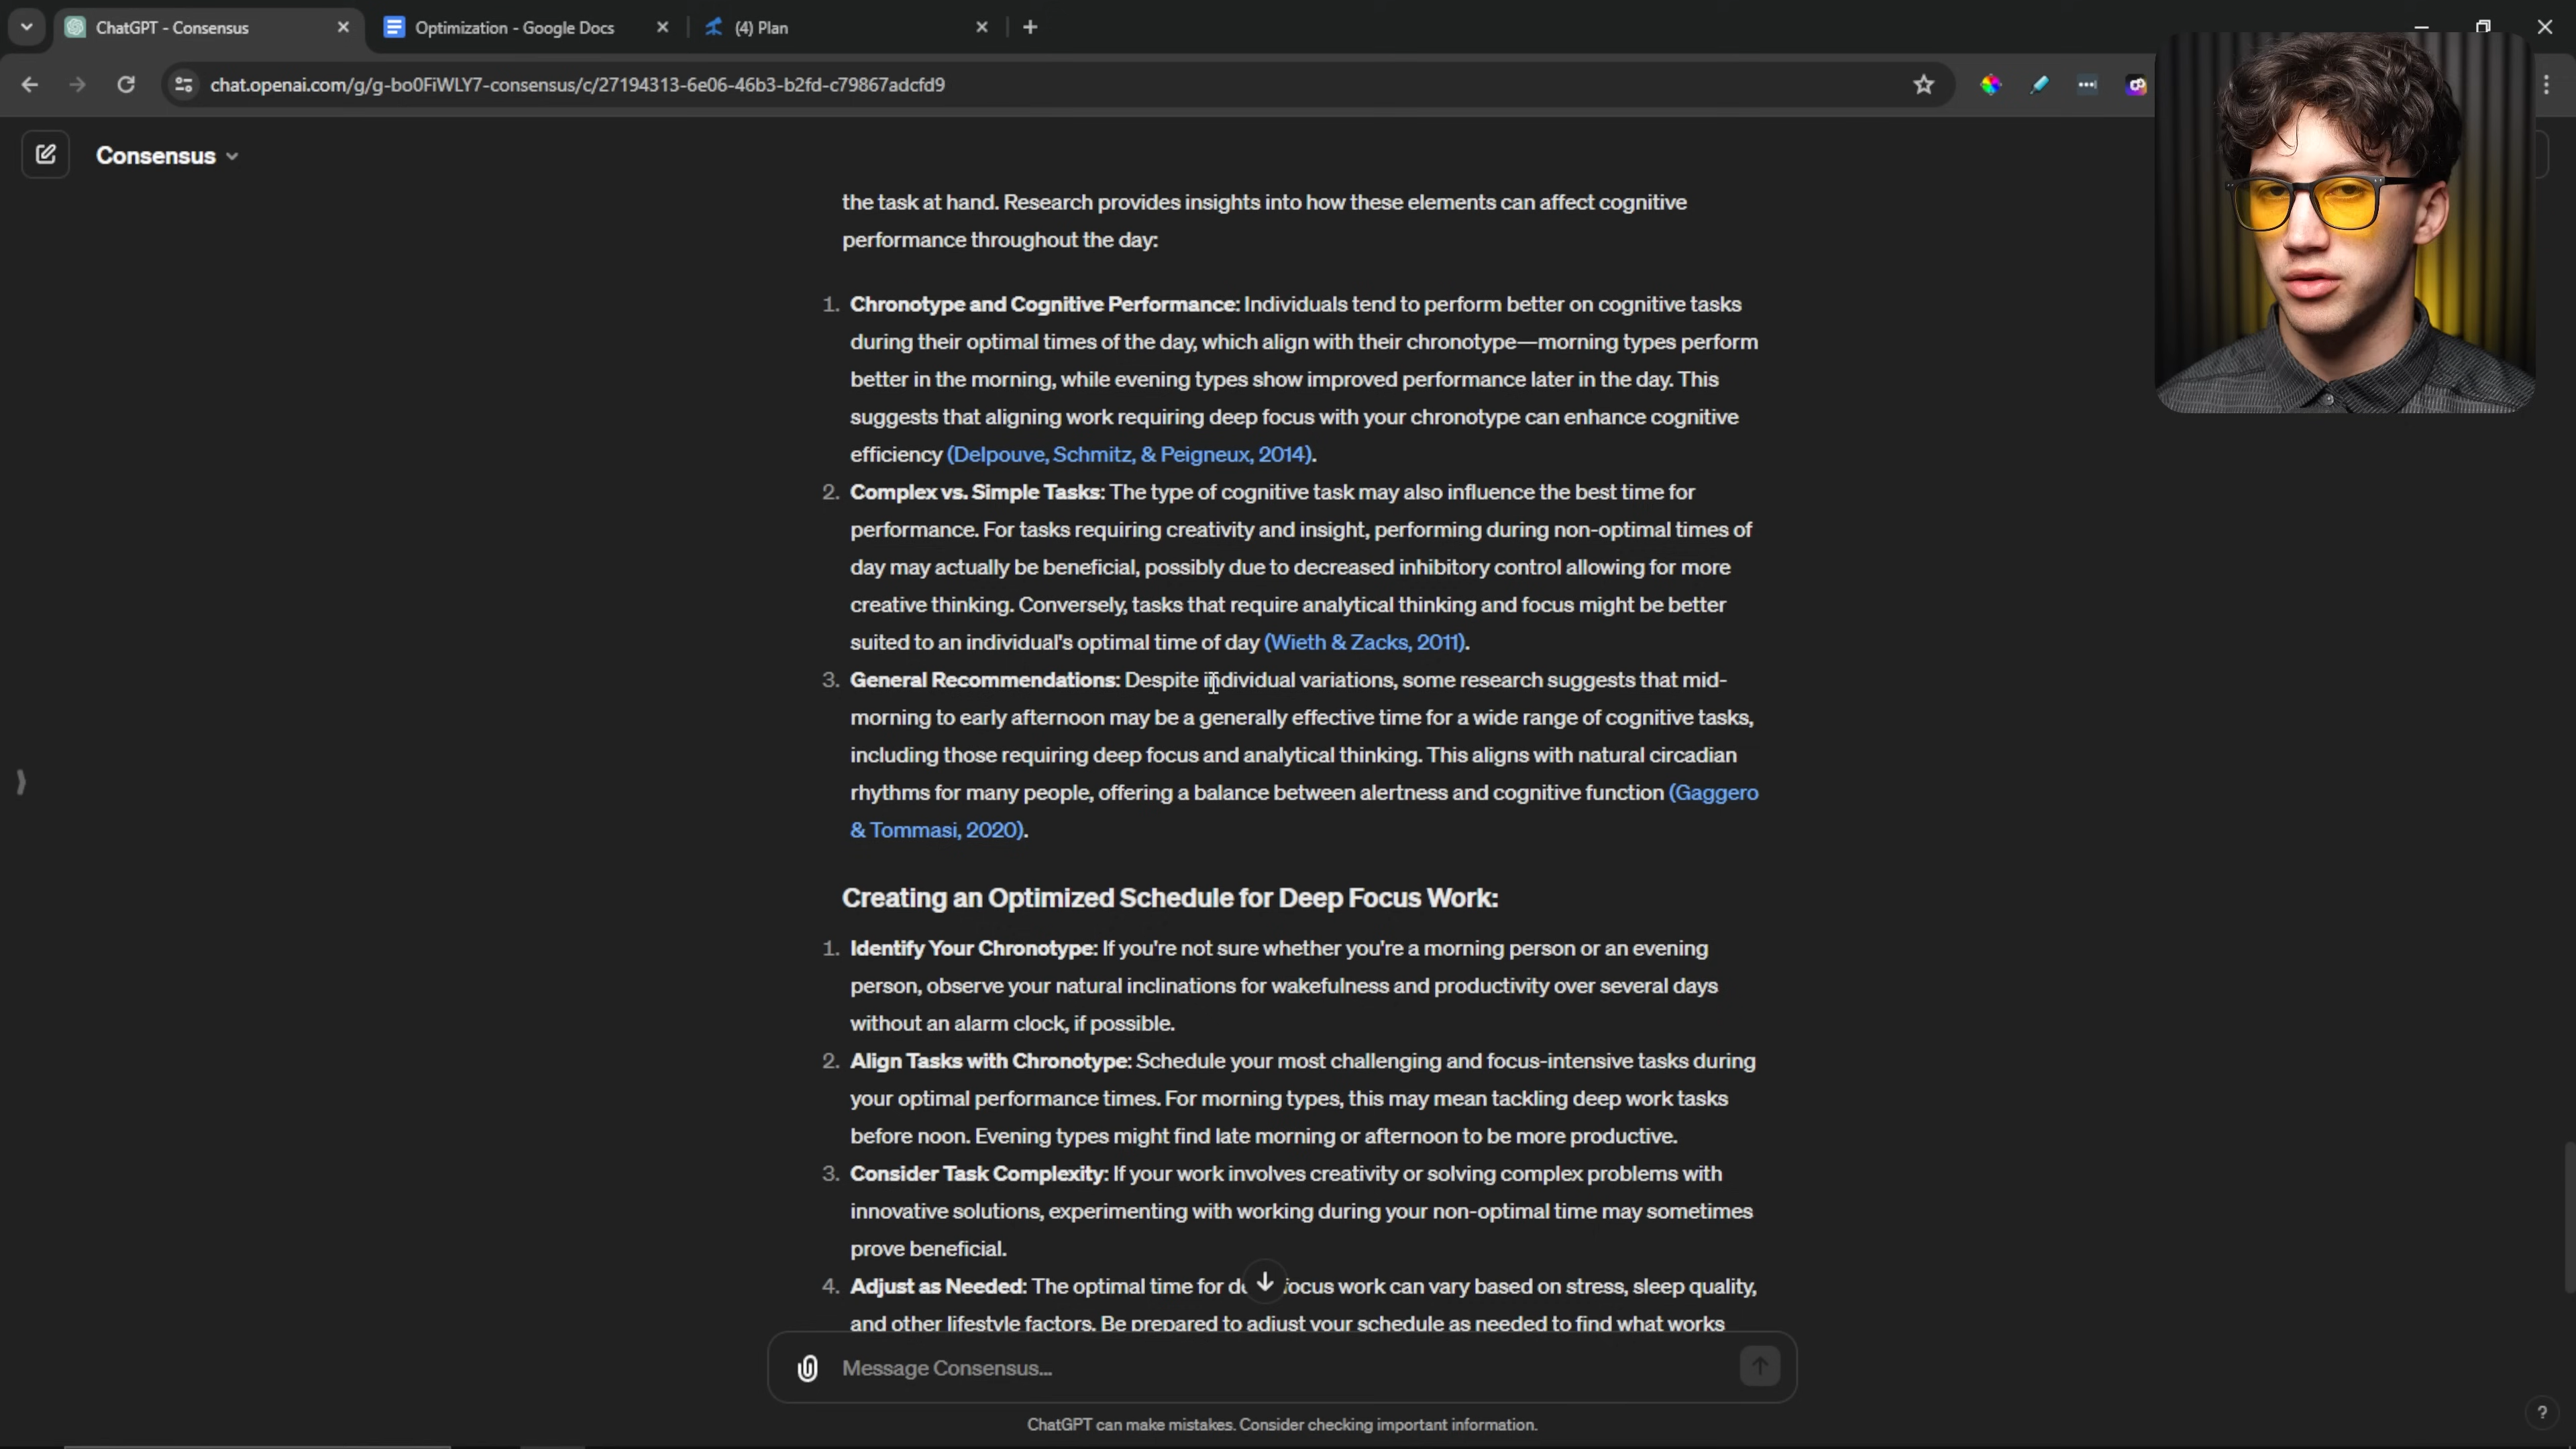 ChatGPT - Consensus
Optimization - Google Docs
(4) Plan
chat.openai.com/g/g-bo0FiWLY7-consensus/c/27194313-6e06-46b3-b2fd-c79867adcfd9
Consensus
the task at hand. Research provides insights into how these elements can affect cognitive
performance throughout the day:
1. Chronotype and Cognitive Performance: Individuals tend to perform better on cognitive tasks
during their optimal times of the day, which align with their chronotype—morning types perform
better in the morning, while evening types show improved performance later in the day. This
suggests that aligning work requiring deep focus with your chronotype can enhance cognitive
efficiency (Delpouve, Schmitz, & Peigneux, 2014).
2. Complex vs. Simple Tasks: The type of cognitive task may also influence the best time for
performance. For tasks requiring creativity and insight, performing during non-optimal times of
day may actually be beneficial, possibly due to decreased inhibitory control allowing for more
creative thinking. Conversely, tasks that require analytical thinking and focus might be better
suited to an individual's optimal time of day (Wieth & Zacks, 2011).
3. General Recommendations: Despite individual variations, some research suggests that mid-
morning to early afternoon may be a generally effective time for a wide range of cognitive tasks,
including those requiring deep focus and analytical thinking. This aligns with natural circadian
rhythms for many people, offering a balance between alertness and cognitive function (Gaggero
& Tommasi, 2020).
Creating an Optimized Schedule for Deep Focus Work:
1. Identify Your Chronotype: If you're not sure whether you're a morning person or an evening
person, observe your natural inclinations for wakefulness and productivity over several days
without an alarm clock, if possible.
2. Align Tasks with Chronotype: Schedule your most challenging and focus-intensive tasks during
your optimal performance times. For morning types, this may mean tackling deep work tasks
before noon. Evening types might find late morning or afternoon to be more productive.
3. Consider Task Complexity: If your work involves creativity or solving complex problems with
innovative solutions, experimenting with working during your non-optimal time may sometimes
prove beneficial.
4. Adjust as Needed: The optimal time for focus work can vary based on stress, sleep quality,
and other lifestyle factors. Be prepared to adjust your schedule as needed to find what works
Message Consensus...
ChatGPT can make mistakes. Consider checking important information.
?